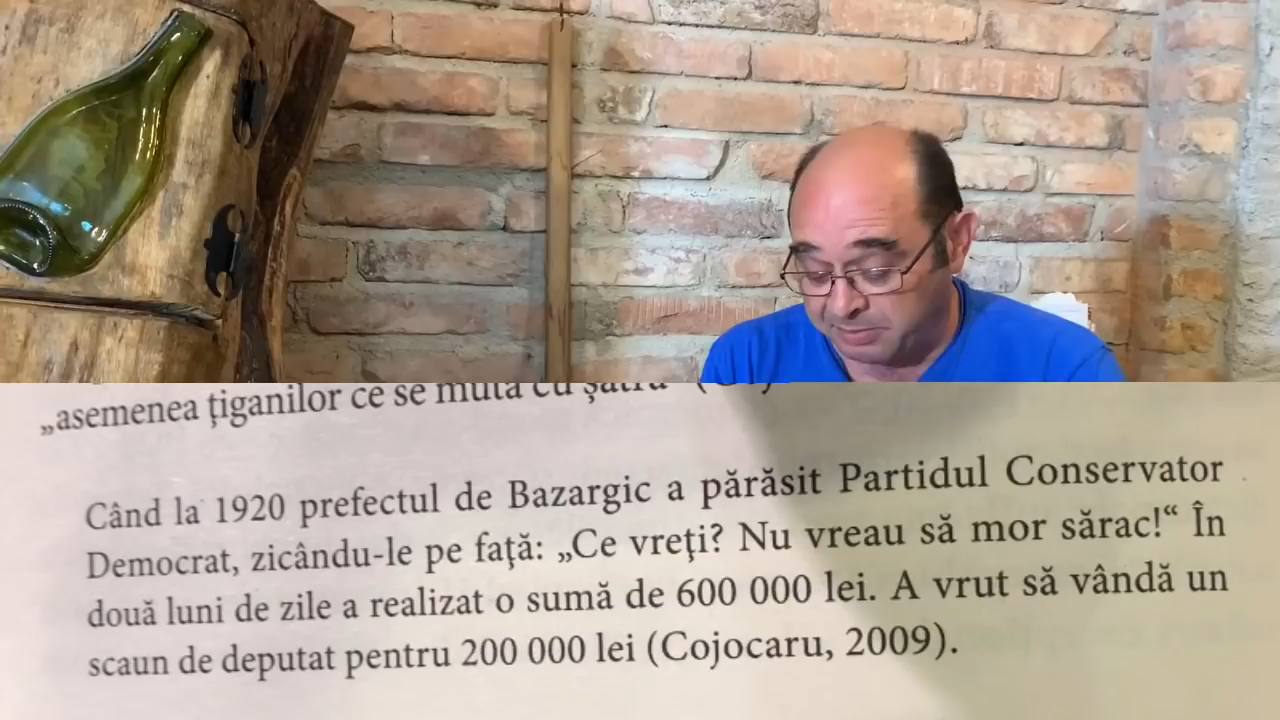 „asemenea țiganilor ce se mută cu șatra“
Când la 1920 prefectul de Bazargic a părăsit Partidul Conservator
Democrat, zicându-le pe față: „Ce vreți? Nu vreau să mor sărac!“ În
două luni de zile a realizat o sumă de 600 000 lei. A vrut să vândă un
scaun de deputat pentru 200 000 lei (Cojocaru, 2009).